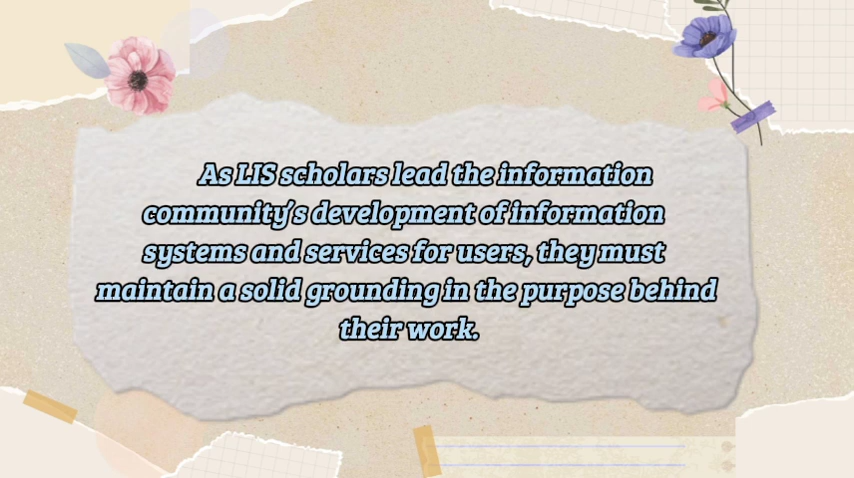 As LIS scholars lead the information
community's development of information
systems and services for users, they must
maintain a solid grounding in the purpose behind
their work.